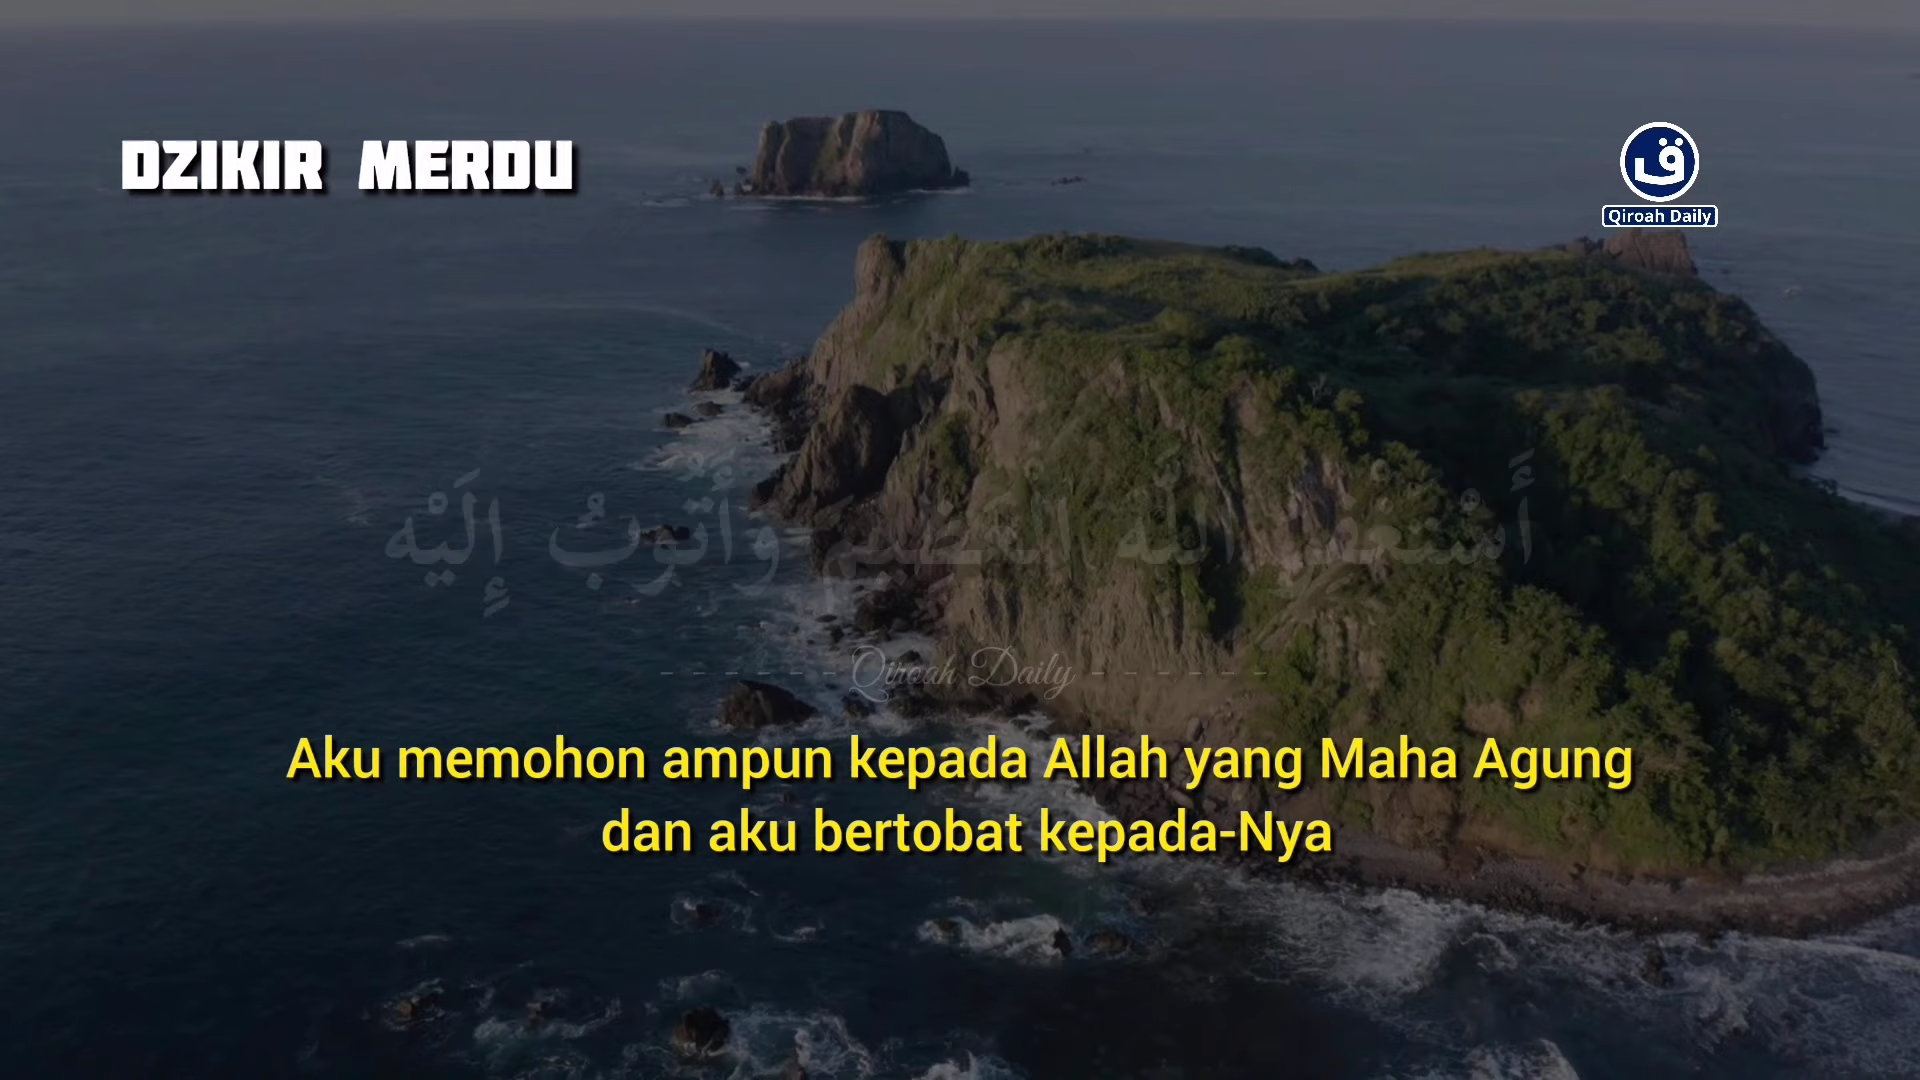 DZIKIR MERDU
ق
Qiroah Daily
أَسْتَغْفِرُ اللَّهَ الْعَظِيْمَ وَأَتُوْبُ إِلَيْهِ
- - - - - - Qiroah Daily - - - - - -
Aku memohon ampun kepada Allah yang Maha Agung
dan aku bertobat kepada-Nya